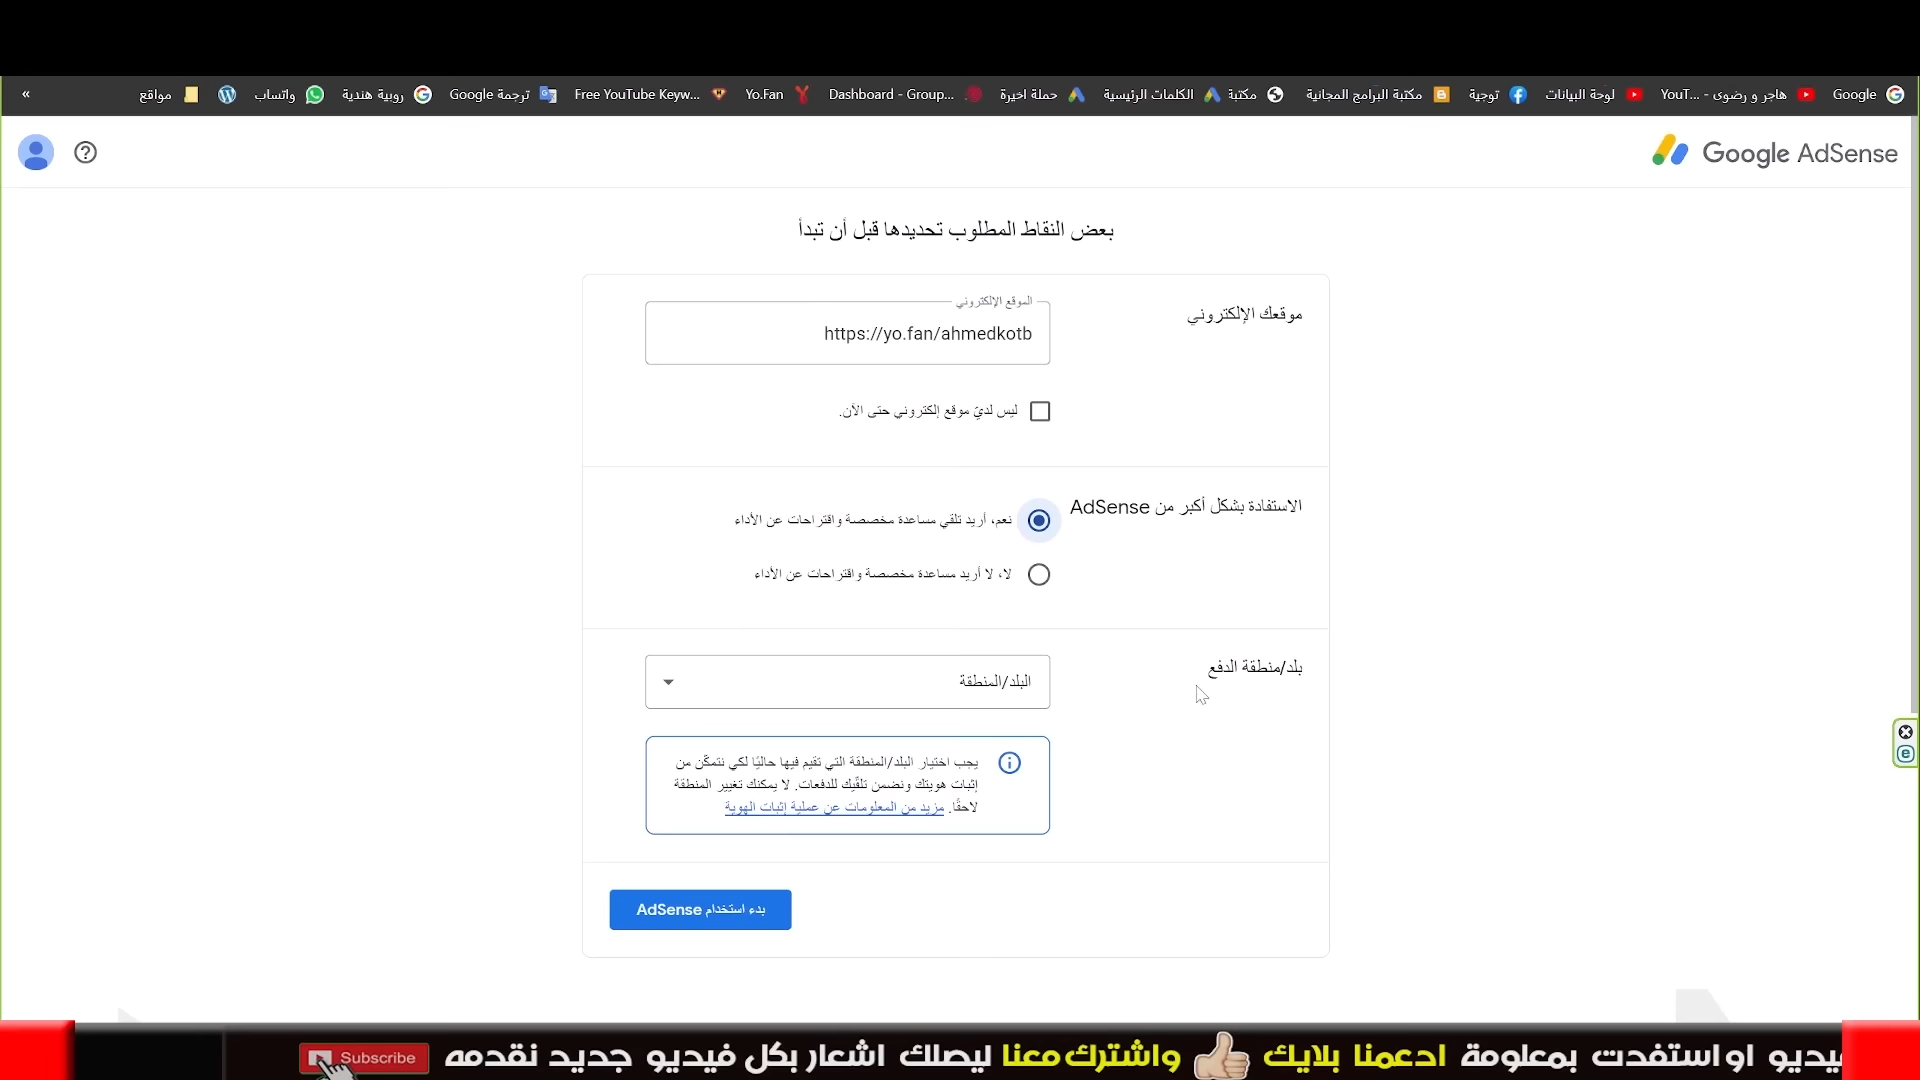 Google
هاجر و رضوى - YouT...
لوحة البيانات
توجية
مكتبة البرامج المجانية
مكتبة
الكلمات الرئيسية
حملة اخيرة
Dashboard - Group...
Yo.Fan
Free YouTube Keyw...
ترجمة Google
روبية هندية
واتساب
مواقع
»
Google AdSense
بعض النقاط المطلوب تحديدها قبل أن تبدأ
موقعك الإلكتروني
الموقع الإلكتروني
https://yo.fan/ahmedkotb
ليس لديّ موقع إلكتروني حتى الآن.
الاستفادة بشكل أكبر من AdSense
نعم، أريد تلقي مساعدة مخصصة واقتراحات عن الأداء
لا، لا أريد مساعدة مخصصة واقتراحات عن الأداء
بلد/منطقة الدفع
البلد/المنطقة
يجب اختيار البلد/المنطقة التي تقيم فيها حاليًا لكي نتمكّن من
إثبات هويتك ونضمن تلقّيك للدفعات. لا يمكنك تغيير المنطقة
لاحقًا. مزيد من المعلومات عن عملية إثبات الهوية
بدء استخدام AdSense
يديو او استفدت بمعلومة ادعمنا بلايك واشترك معنا ليصلك اشعار بكل فيديو جديد نقدمه
Subscribe